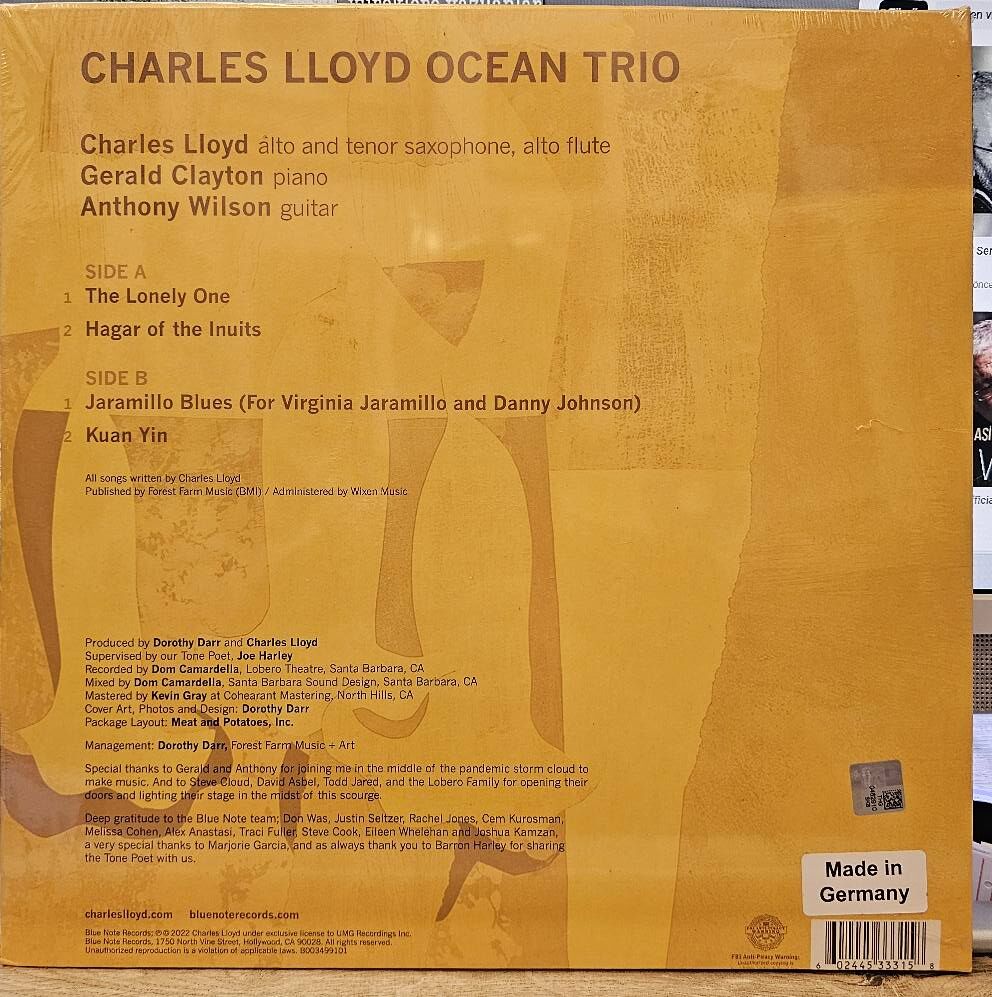 CHARLES LLOYD OCEAN TRIO
Charles Lloyd alto and tenor saxophone, alto flute
Gerald Clayton piano
Anthony Wilson guitar
SIDE A
1 The Lonely One
2 Hagar of the Inuits
SIDE B
1 Jaramillo Blues (For Virginia Jaramillo and Danny Johnson)
2 Kuan Yin
All songs written by Charles Lloyd
Published by Forest Farm Music (BMI) / Administered by Wixen Music
Produced by Dorothy Darr and Charles Lloyd
Supervised by our Tone Poet, Joe Harley
Recorded by Dom Camardella, Lobero Theatre, Santa Barbara, CA
Mixed by Dom Camardella, Santa Barbara Sound Design, Santa Barbara, CA
Mastered by Kevin Gray at Cohearant Mastering, North Hills, CA
Cover Art, Photos and Design: Dorothy Darr
Package Layout: Meat and Potatoes, Inc.
Management: Dorothy Darr, Forest Farm Music + Art
Special thanks to Gerald and Anthony for joining me in the middle of the pandemic storm cloud to
make music. And to Steve Cloud, David Asbel, Todd Jared, and the Lobero Family for opening their
doors and lighting their stage in the midst of this scourge.
Deep gratitude to the Blue Note team; Don Was, Justin Seltzer, Rachel Jones, Cem Kurosman,
Melissa Cohen, Alex Anastasi, Traci Fuller, Steve Cook, Eileen Whelehan and Joshua Kamzan,
a very special thanks to Marjorie Garcia, and as always thank you to Barron Harley for sharing
the Tone Poet with us.
charleslloyd.com bluenoterecords.com
Blue Note Records; ℗© 2022 Charles Lloyd under exclusive license to UMG Recordings Inc.
Blue Note Records, 1750 North Vine Street, Hollywood, CA 90028. All rights reserved.
Unauthorized reproduction is a violation of applicable laws. B003499101
Made in
Germany
FBI Anti-Piracy Warning:
Unauthorized copying is
6 02445 33315 8